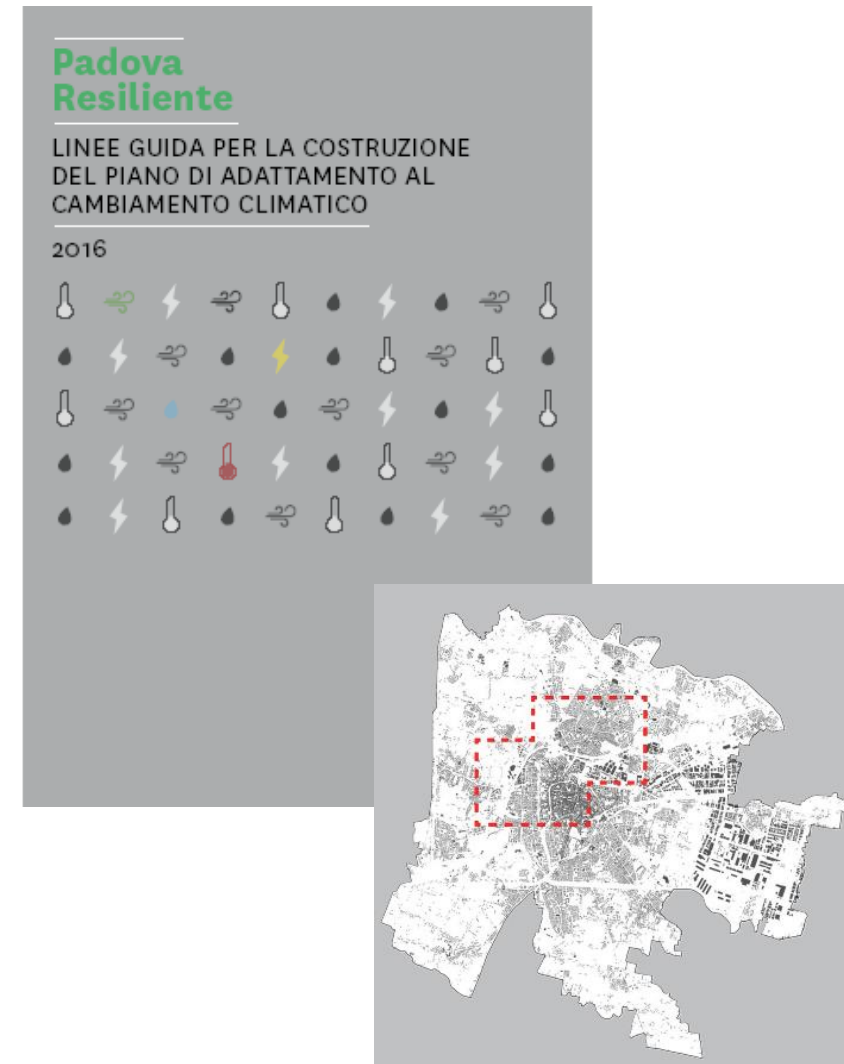 Padova
Resiliente
LINEE GUIDA PER LA COSTRUZIONE
DEL PIANO DI ADATTAMENTO AL
CAMBIAMENTO CLIMATICO
2016